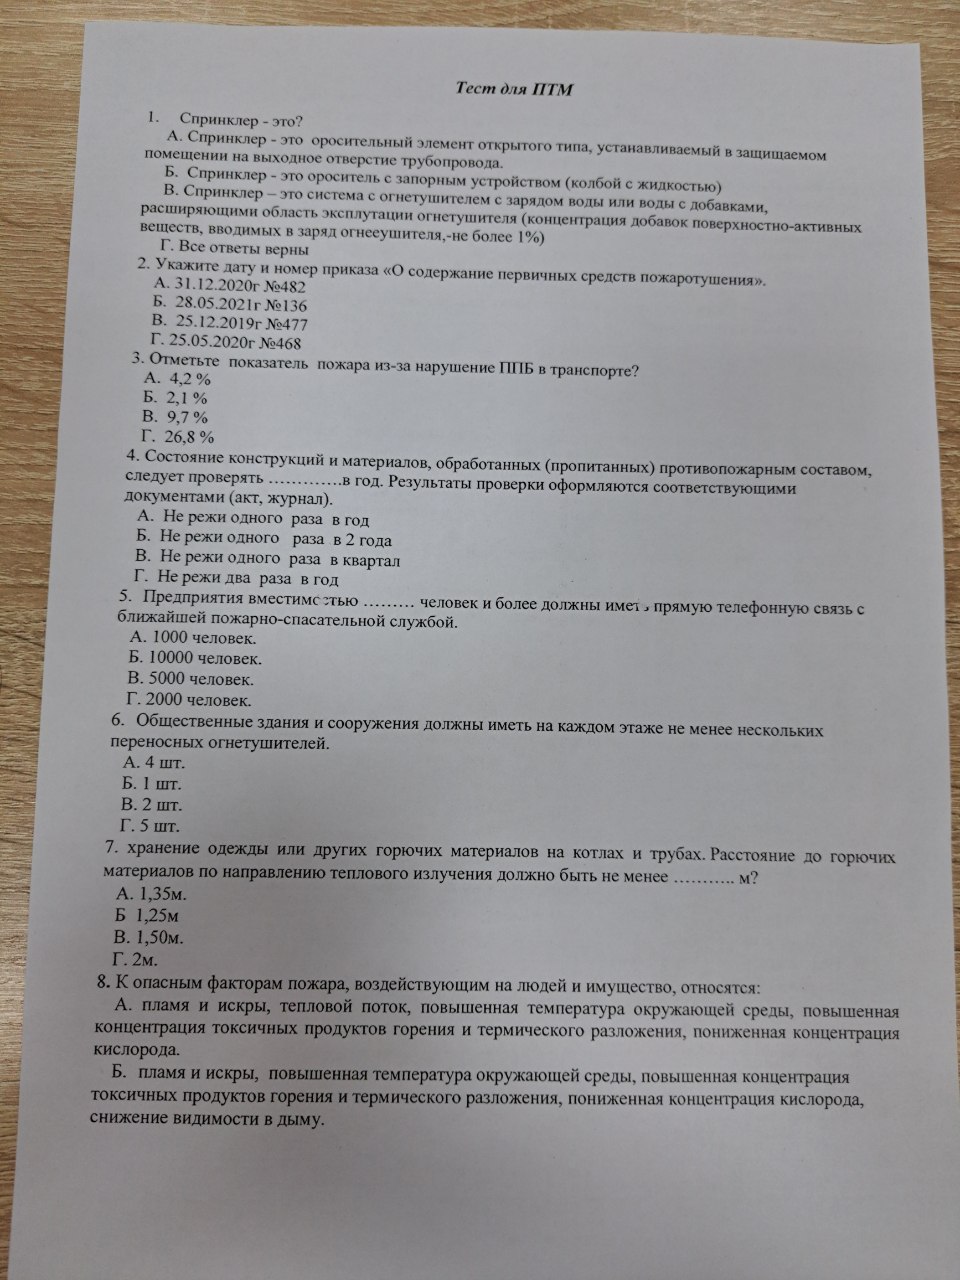 Тест для ПТМ
1. Спринклер - это?
А. Спринклер - это оросительный элемент открытого типа, устанавливаемый в защищаемом
помещении на выходное отверстие трубопровода.
Б. Спринклер - это ороситель с запорным устройством (колбой с жидкостью)
В. Спринклер – это система с огнетушителем с зарядом воды или воды с добавками,
расширяющими область эксплутации огнетушителя (концентрация добавок поверхностно-активных
веществ, вводимых в заряд огнееушителя,-не более 1%)
Г. Все ответы верны
2. Укажите дату и номер приказа «О содержание первичных средств пожаротушения».
А. 31.12.2020г №482
Б. 28.05.2021г №136
В. 25.12.2019г №477
Г. 25.05.2020г №468
3. Отметьте показатель пожара из-за нарушение ППБ в транспорте?
А. 4,2 %
Б. 2,1 %
В. 9,7 %
Г. 26,8 %
4. Состояние конструкций и материалов, обработанных (пропитанных) противопожарным составом,
следует проверять ………….в год. Результаты проверки оформляются соответствующими
документами (акт, журнал).
А. Не режи одного раза в год
Б. Не режи одного раза в 2 года
В. Не режи одного раза в квартал
Г. Не режи два раза в год
5. Предприятия вместимостью ……… человек и более должны иметь прямую телефонную связь с
ближайшей пожарно-спасательной службой.
А. 1000 человек.
Б. 10000 человек.
В. 5000 человек.
Г. 2000 человек.
6. Общественные здания и сооружения должны иметь на каждом этаже не менее нескольких
переносных огнетушителей.
А. 4 шт.
Б. 1 шт.
В. 2 шт.
Г. 5 шт.
7. хранение одежды или других горючих материалов на котлах и трубах. Расстояние до горючих
материалов по направлению теплового излучения должно быть не менее ……….. м?
А. 1,35м.
Б 1,25м
В. 1,50м.
Г. 2м.
8. К опасным факторам пожара, воздействующим на людей и имущество, относятся:
А. пламя и искры, тепловой поток, повышенная температура окружающей среды, повышенная
концентрация токсичных продуктов горения и термического разложения, пониженная концентрация
кислорода.
Б. пламя и искры, повышенная температура окружающей среды, повышенная концентрация
токсичных продуктов горения и термического разложения, пониженная концентрация кислорода,
снижение видимости в дыму.